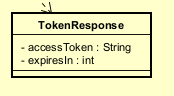 TokenResponse
- accessToken : String
- expiresIn : int